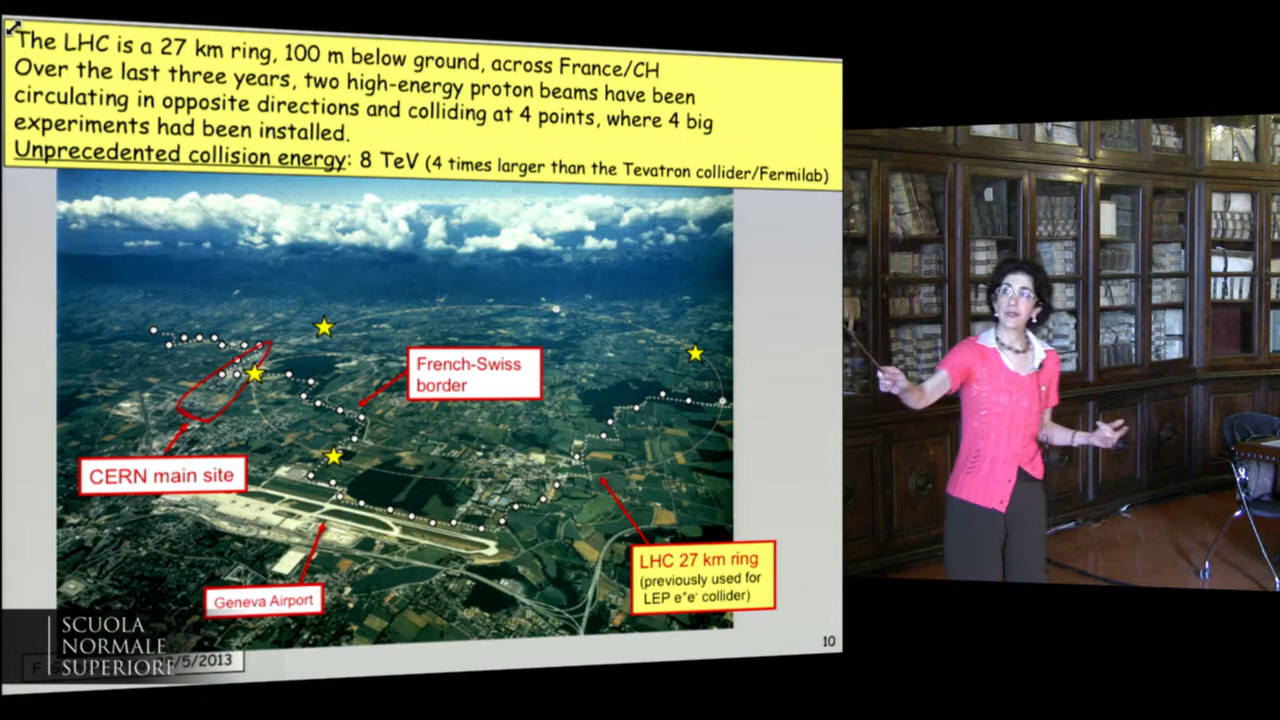 The LHC is a 27 km ring, 100 m below ground, across France/CH
Over the last three years, two high-energy proton beams have been
circulating in opposite directions and colliding at 4 points, where 4 big
experiments had been installed.
Unprecedented collision energy: 8 TeV (4 times larger than the Tevatron collider/Fermilab)
French-Swiss
border
CERN main site
LHC 27 km ring
(previously used for
LEP e⁺e⁻ collider)
Geneva Airport
10
SCUOLA
NORMALE
SUPERIORE
/5/2013